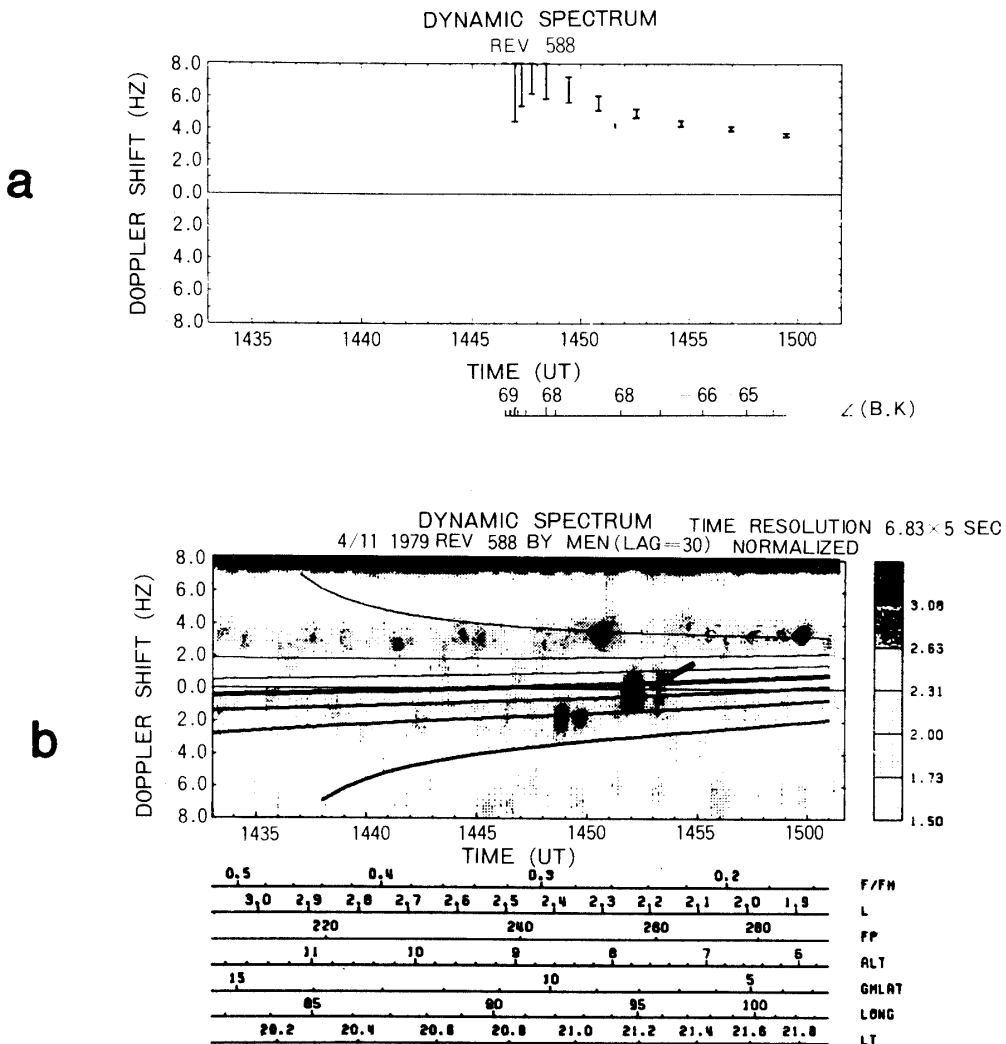 DYNAMIC SPECTRUM
REV 588
a
DOPPLER SHIFT (HZ)
8.0
6.0
4.0
2.0
0.0
2.0
4.0
6.0
8.0
1435 1440 1445 1450 1455 1500
TIME (UT)
69 68 68 66 65 ∠(B.K)
DYNAMIC SPECTRUM TIME RESOLUTION 6.83×5 SEC
4/11 1979 REV 588 BY MEN(LAG=30) NORMALIZED
b
DOPPLER SHIFT (HZ)
8.0
6.0
4.0
2.0
0.0
2.0
4.0
6.0
8.0
3.08
2.63
2.31
2.00
1.73
1.50
1435 1440 1445 1450 1455 1500
TIME (UT)
0.5 0.4 0.3 0.2 F/FH
3.0 2.9 2.8 2.7 2.6 2.5 2.4 2.3 2.2 2.1 2.0 1.9 L
220 240 260 280 FP
11 10 9 8 7 6 ALT
15 10 5 GMLAT
85 90 95 100 LONG
20.2 20.4 20.6 20.8 21.0 21.2 21.4 21.6 21.8 LT